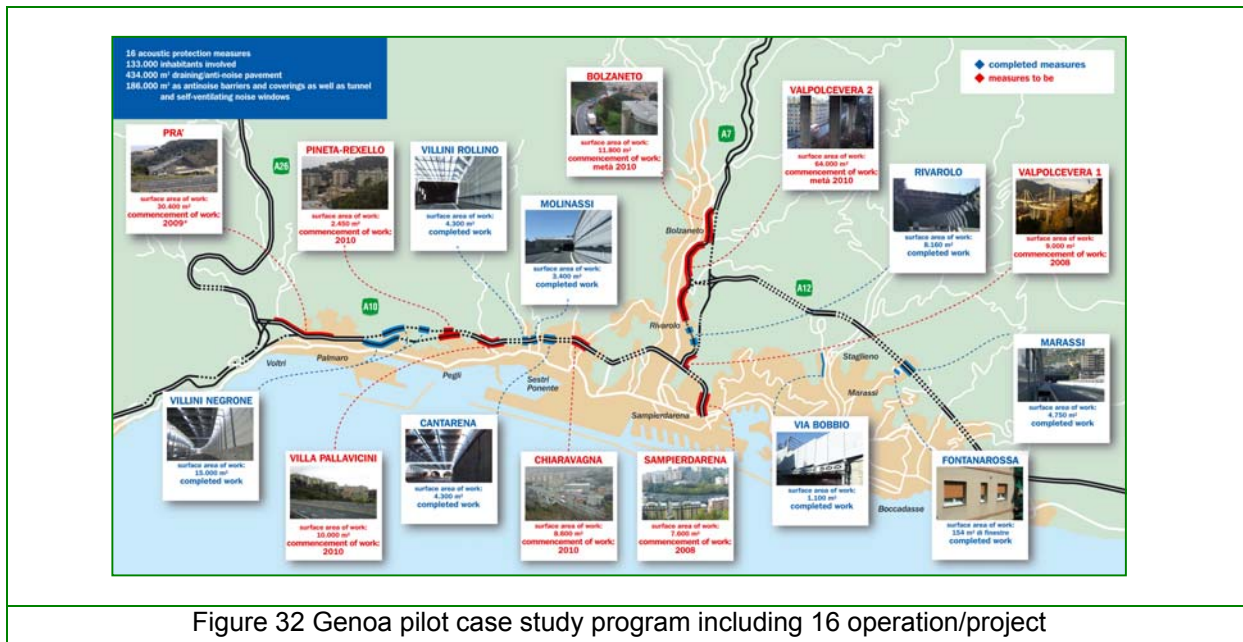 16 acoustic protection measures
133.000 inhabitants involved
434.000 m² draining/anti-noise pavement
186.000 m² as antinoise barriers and coverings as well as tunnel
and self-ventilating noise windows
completed measures
measures to be
PRA'
surface area of work:
30.400 m²
commencement of work:
2009*
PINETA-REXELLO
surface area of work:
2.450 m²
commencement of work:
2010
VILLINI ROLLINO
surface area of work:
4.300 m²
completed work
MOLINASSI
surface area of work:
3.400 m²
completed work
BOLZANETO
surface area of work:
11.800 m²
commencement of work:
metà 2010
VALPOLCEVERA 2
surface area of work:
64.000 m²
commencement of work:
metà 2010
RIVAROLO
surface area of work:
8.160 m²
completed work
VALPOLCEVERA 1
surface area of work:
9.000 m²
commencement of work:
2008
A26
A10
A7
A12
Bolzaneto
Rivarolo
Voltri
Palmaro
Pegli
Sestri
Ponente
Sampierdarena
Staglieno
Marassi
Boccadasse
VILLINI NEGRONE
surface area of work:
15.000 m²
completed work
VILLA PALLAVICINI
surface area of work:
10.000 m²
commencement of work:
2010
CANTARENA
surface area of work:
4.300 m²
completed work
CHIARAVAGNA
surface area of work:
8.600 m²
commencement of work:
2010
SAMPIERDARENA
surface area of work:
7.600 m²
commencement of work:
2008
VIA BOBBIO
surface area of work:
1.100 m²
completed work
MARASSI
surface area of work:
4.750 m²
completed work
FONTANAROSSA
surface area of work:
154 m² di finestre
completed work
Figure 32 Genoa pilot case study program including 16 operation/project